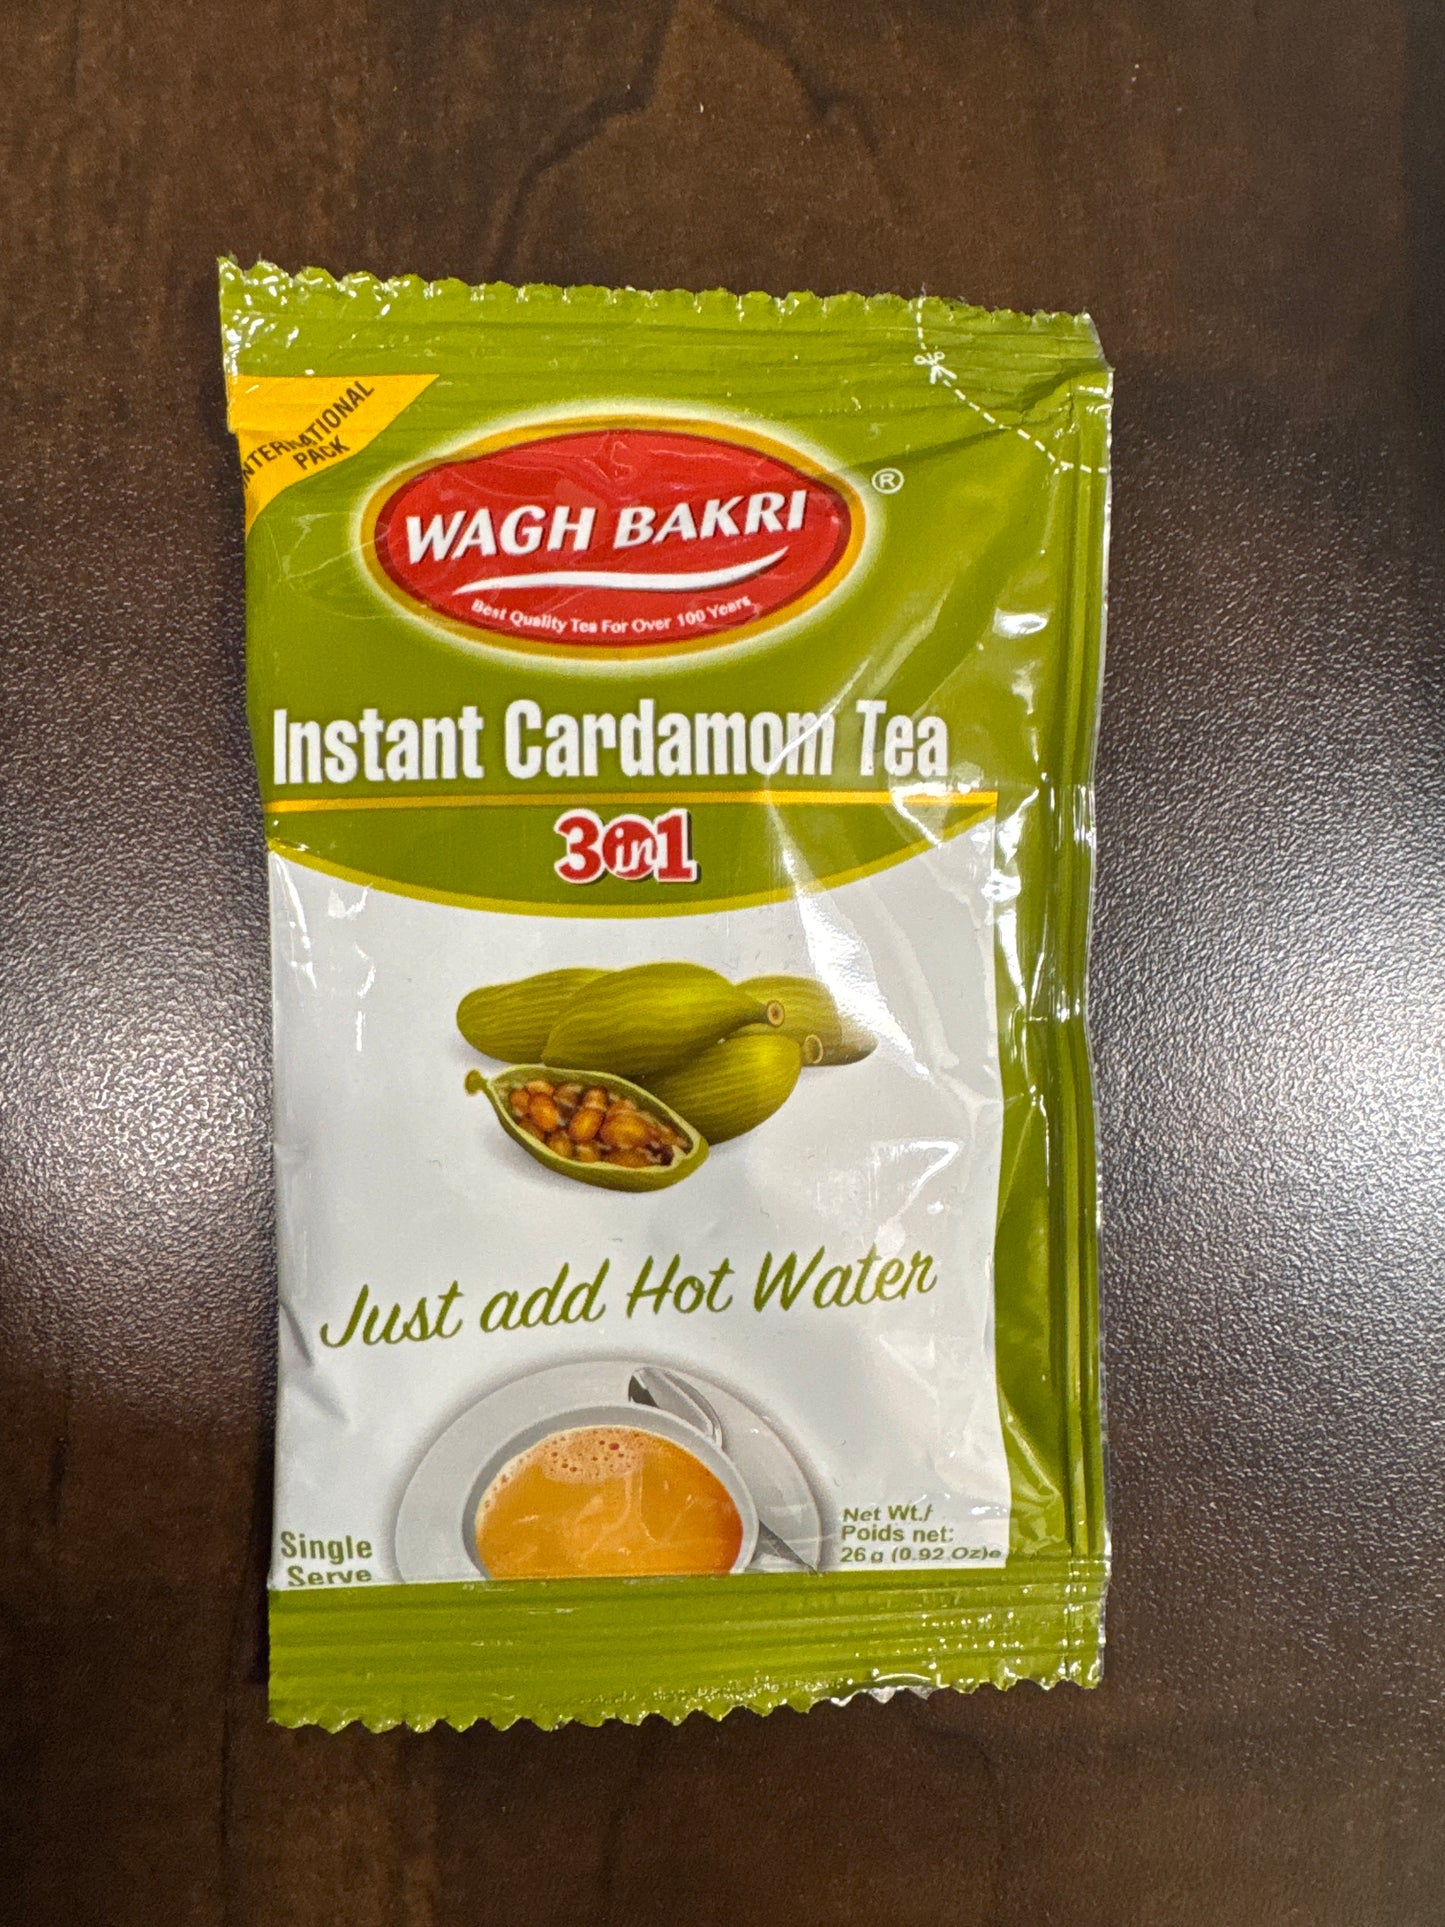 INTERNATIONAL
PACK
WAGH BAKRI ®
Best Quality Tea For Over 100 Years
Instant Cardamom Tea
3in1
Just add Hot Water
Single
Serve
Net Wt./
Poids net:
26 g (0.92 Oz)e